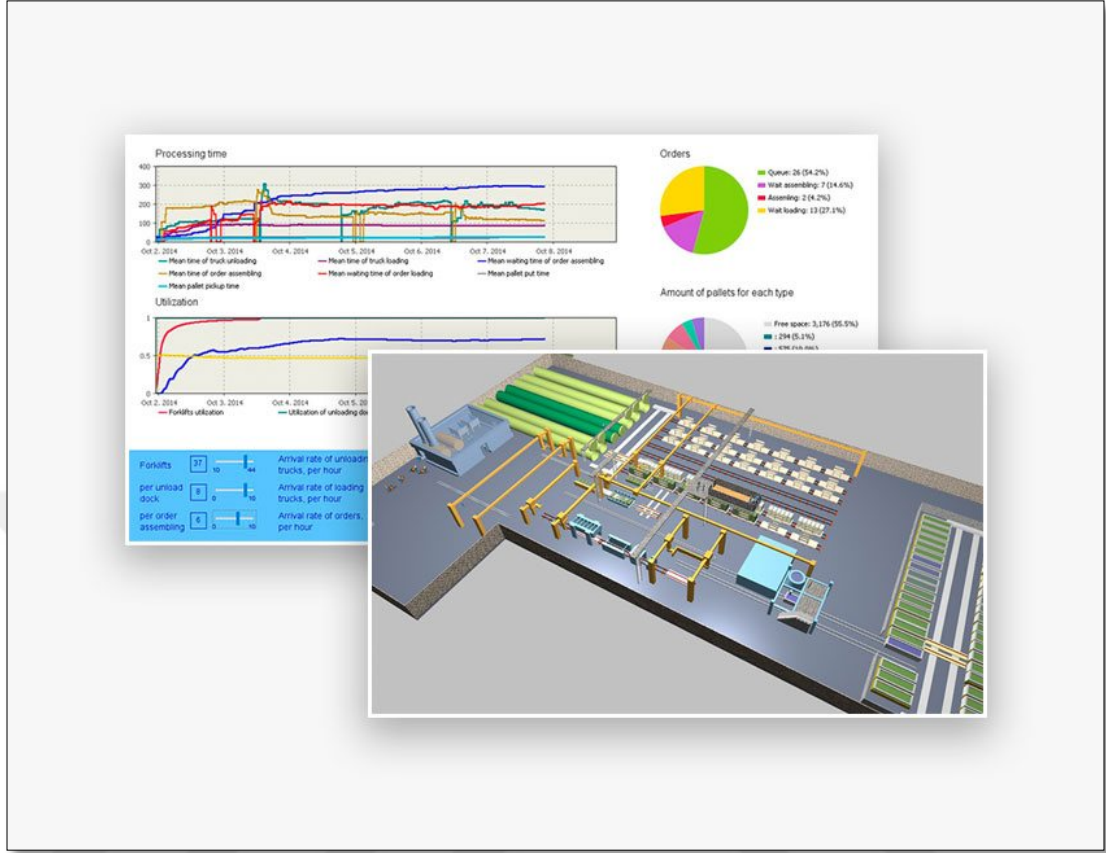 Processing time
Orders
400
300
200
100
0
Oct 2, 2014 Oct 3, 2014 Oct 4, 2014 Oct 5, 2014 Oct 6, 2014 Oct 7, 2014 Oct 8, 2014
Mean time of truck unloading Mean time of truck loading Mean waiting time of order assembling
Mean time of order assembling Mean waiting time of order loading Mean pallet put time
Mean pallet pickup time
Queue: 26 (54.2%)
Wait assembling: 7 (14.6%)
Assemling: 2 (4.2%)
Wait loading: 13 (27.1%)
Utilization
1
0.5
0
Oct 2, 2014 Oct 3, 2014 Oct 4, 2014 Oct 5, 20
Forklifts utilization Utilization of unloading do
Amount of pallets for each type
Free space: 3,176 (55.5%)
: 294 (5.1%)
Forklifts 37 10 44 Arrival rate of unloadin
trucks, per hour
per unload
dock 8 0 10 Arrival rate of loading
trucks, per hour
per order
assembling 6 0 10 Arrival rate of orders,
per hour